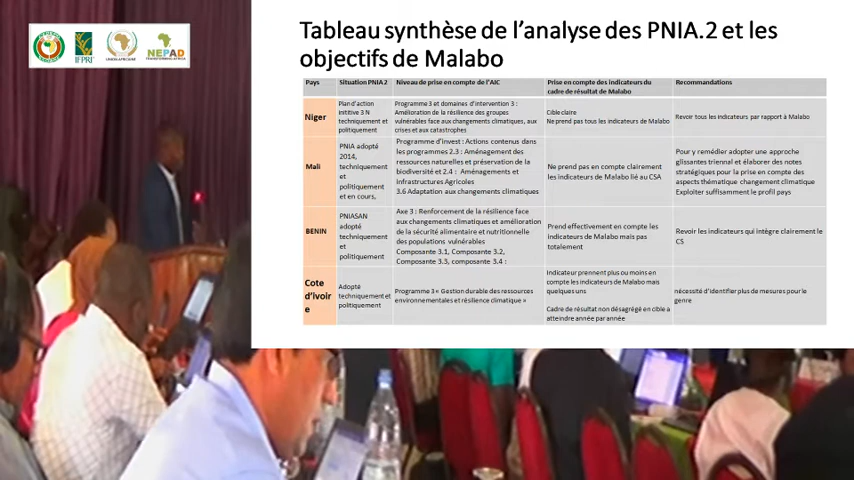 IFPRI
UNION AFRICAINE
NEPAD
TRANSFORMING AFRICA
Tableau synthèse de l'analyse des PNIA.2 et les
objectifs de Malabo
Pays
Situation PNIA 2
Niveau de prise en compte de l'AIC
Prise en compte des indicateurs du
cadre de résultat de Malabo
Recommandations
Niger
Plan d'action
initiitive 3 N
techniquement et
politiquement
Programme 3 et domaines d'intervention 3 :
Amélioration de la résilience des groupes
vulnérables face aux changements climatiques, aux
crises et aux catastrophes
Cible claire
Ne prend pas tous les indicateurs de Malabo
Revoir tous les indicateurs par rapport à Malabo
Mali
PNIA adopté
2014,
techniquement
et
politiquement
et en cours,
Programme d'invest : Actions contenus dans
les programmes 2.3 : Aménagement des
ressources naturelles et préservation de la
biodiversité et 2.4 : Aménagements et
Infrastructures Agricoles
3.6 Adaptation aux changements climatiques
Ne prend pas en compte clairement
les indicateurs de Malabo lié au CSA
Pour y remédier adopter une approche
glissantes triennal et élaborer des notes
stratégiques pour la prise en compte des
aspects thématique changement climatique
Exploiter suffisamment le profil pays
BENIN
PNIASAN
adopté
techniquement
et
politiquement
Axe 3 : Renforcement de la résilience face
aux changements climatiques et amélioration
de la sécurité alimentaire et nutritionnelle
des populations vulnérables
Composante 3.1, Composante 3.2,
Composante 3.3, composante 3.4 :
Prend effectivement en compte les
indicateurs de Malabo mais pas
totalement
Revoir les indicateurs qui intègre clairement le
CS
Cote
d'ivoir
e
Adopté
techniquement et
politiquement
Programme 3 « Gestion durable des ressources
environnementales et résilience climatique »
Indicateur prennent plus ou moins en
compte les indicateurs de Malabo mais
quelques uns
Cadre de résultat non désagrégé en cible a
atteindre année par année
nécessité d'identifier plus de mesures pour le
genre